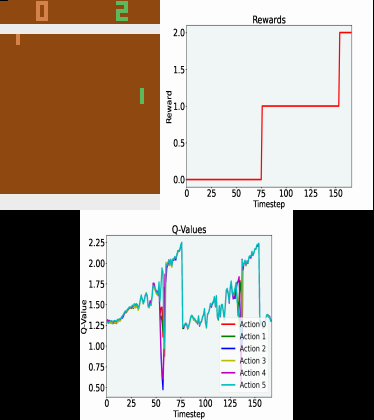 0 2
Rewards
2.0
1.5
1.0
0.5
0.0
Reward
0 25 50 75 100 125 150
Timestep
Q-Values
2.25
2.00
1.75
1.50
1.25
1.00
0.75
0.50
Q-Value
Action 0
Action 1
Action 2
Action 3
Action 4
Action 5
0 25 50 75 100 125 150
Timestep